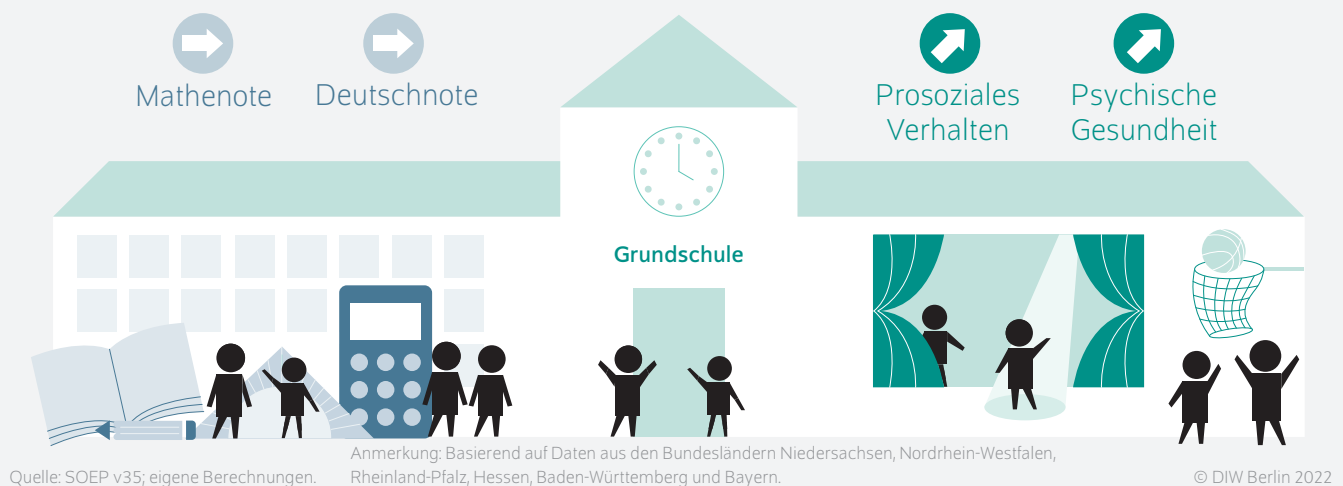 Mathenote
Deutschnote
Prosoziales
Verhalten
Psychische
Gesundheit
Grundschule
Anmerkung: Basierend auf Daten aus den Bundesländern Niedersachsen, Nordrhein-Westfalen,
Rheinland-Pfalz, Hessen, Baden-Württemberg und Bayern.
Quelle: SOEP v35; eigene Berechnungen.
© DIW Berlin 2022